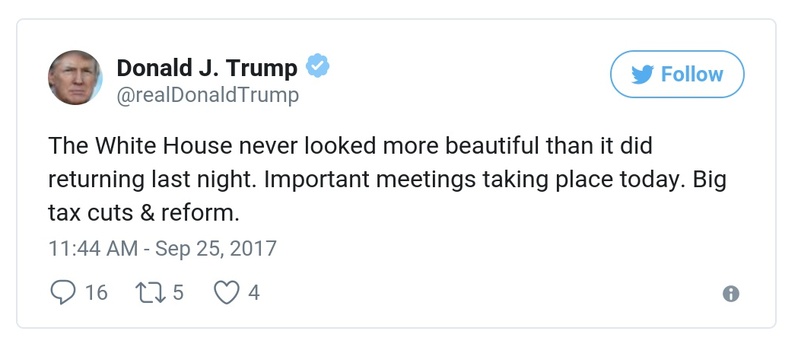 Donald J. Trump
@realDonaldTrump
Follow
The White House never looked more beautiful than it did
returning last night. Important meetings taking place today. Big
tax cuts & reform.
11:44 AM - Sep 25, 2017
16 5 4